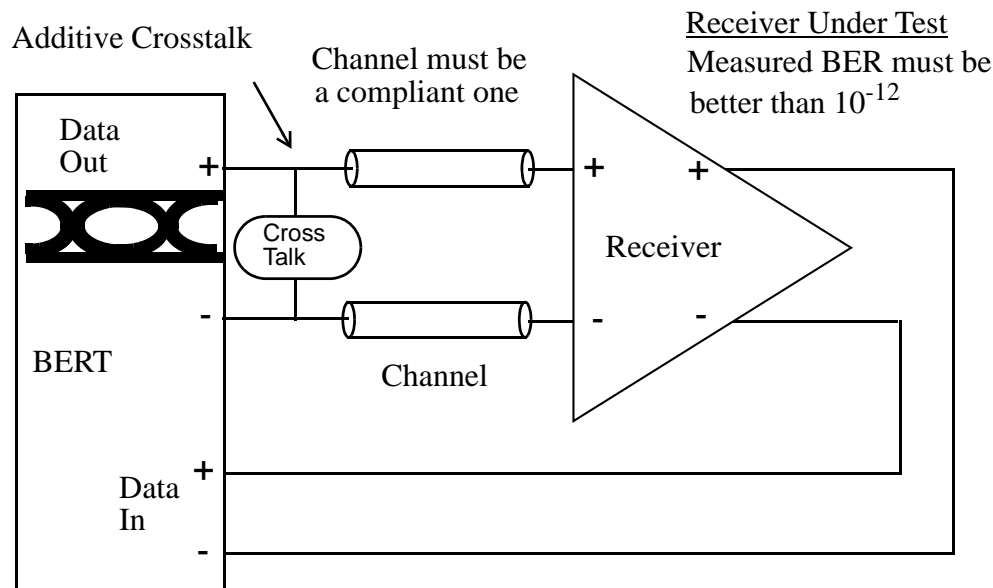 Additive Crosstalk
Channel must be
a compliant one
Receiver Under Test
Measured BER must be
better than 10⁻¹²
Data
Out
+
-
Cross
Talk
+
-
Receiver
+
-
Channel
BERT
Data
In
+
-